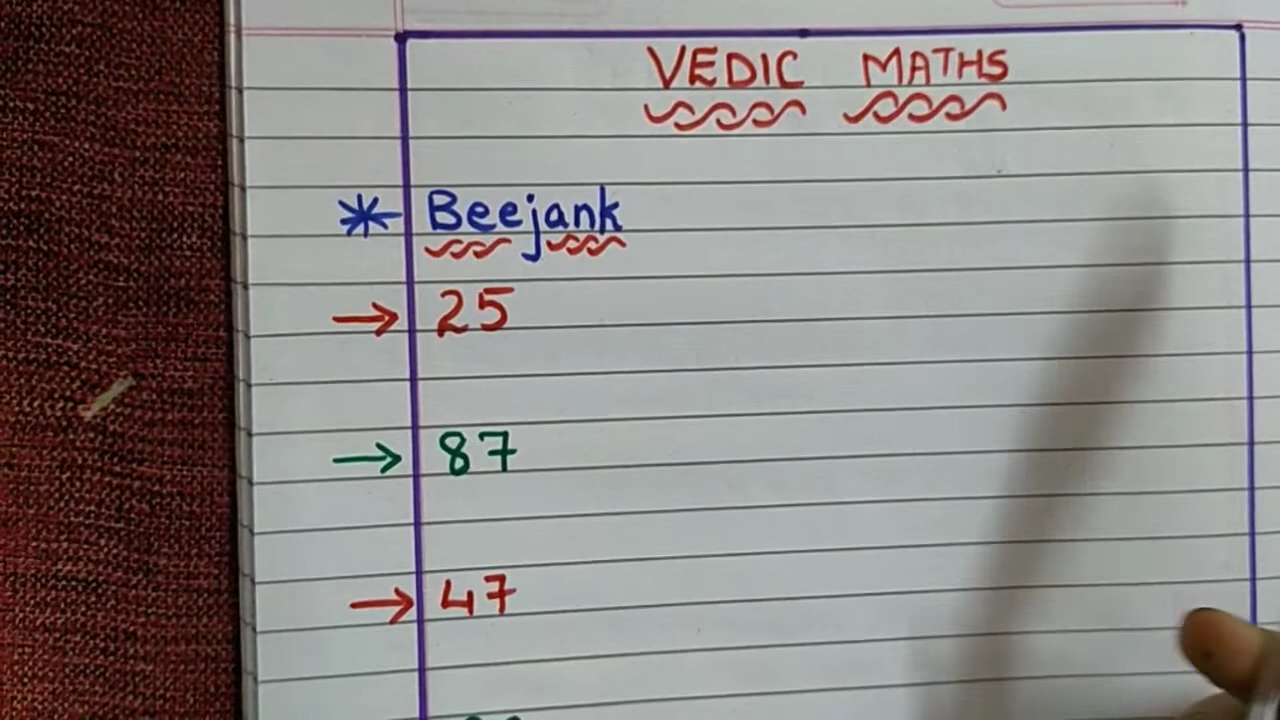 VEDIC MATHS
* Beejank
→ 25
→ 87
→ 47